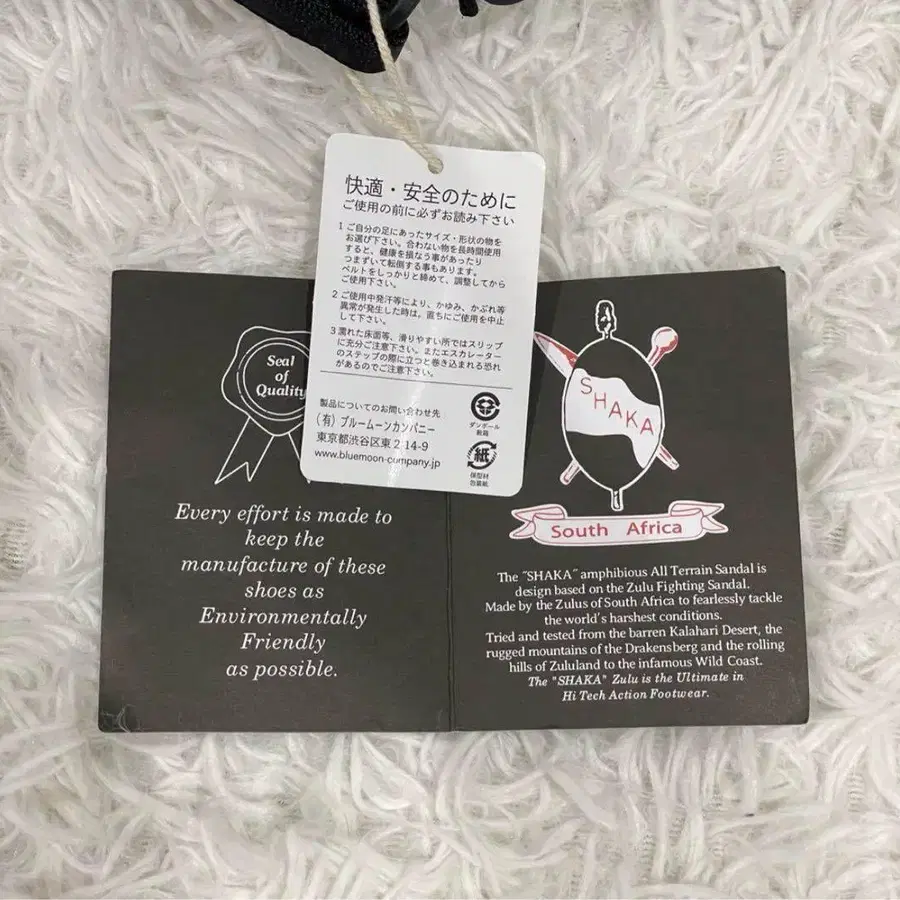 快適・安全のために
ご使用の前に必ずお読み下さい
1 ご自分の足にあったサイズ・形状の物を
お選び下さい。合わない物を長時間使用
すると、健康を損なう事があったり
つまずいて転倒する事もあります。
ベルトをしっかりと締めて、調整してから
ご使用下さい。
2 ご使用中発汗等により、かゆみ、かぶれ等
異常が発生した時は。直ちにご使用を中止
して下さい。
3 濡れた床面等、滑りやすい所ではスリップ
に充分ご注意下さい。またエスカレーター
のステップの際に立つと巻き込まれる恐れ
があるのでご注意下さい。
製品についてのお問い合わせ先
(有) ブルームーンカンパニー
東京都渋谷区東 2-14-9
www.bluemoon-company.jp
ダンボール
靴箱
紙
保型材
包装紙
Seal
of
Quality
Every effort is made to
keep the
manufacture of these
shoes as
Environmentally
Friendly
as possible.
SHAKA
South Africa
The "SHAKA" amphibious All Terrain Sandal is
design based on the Zulu Fighting Sandal.
Made by the Zulus of South Africa to fearlessly tackle
the world's harshest conditions.
Tried and tested from the barren Kalahari Desert, the
rugged mountains of the Drakensberg and the rolling
hills of Zululand to the infamous Wild Coast.
The "SHAKA" Zulu is the Ultimate in
Hi Tech Action Footwear.